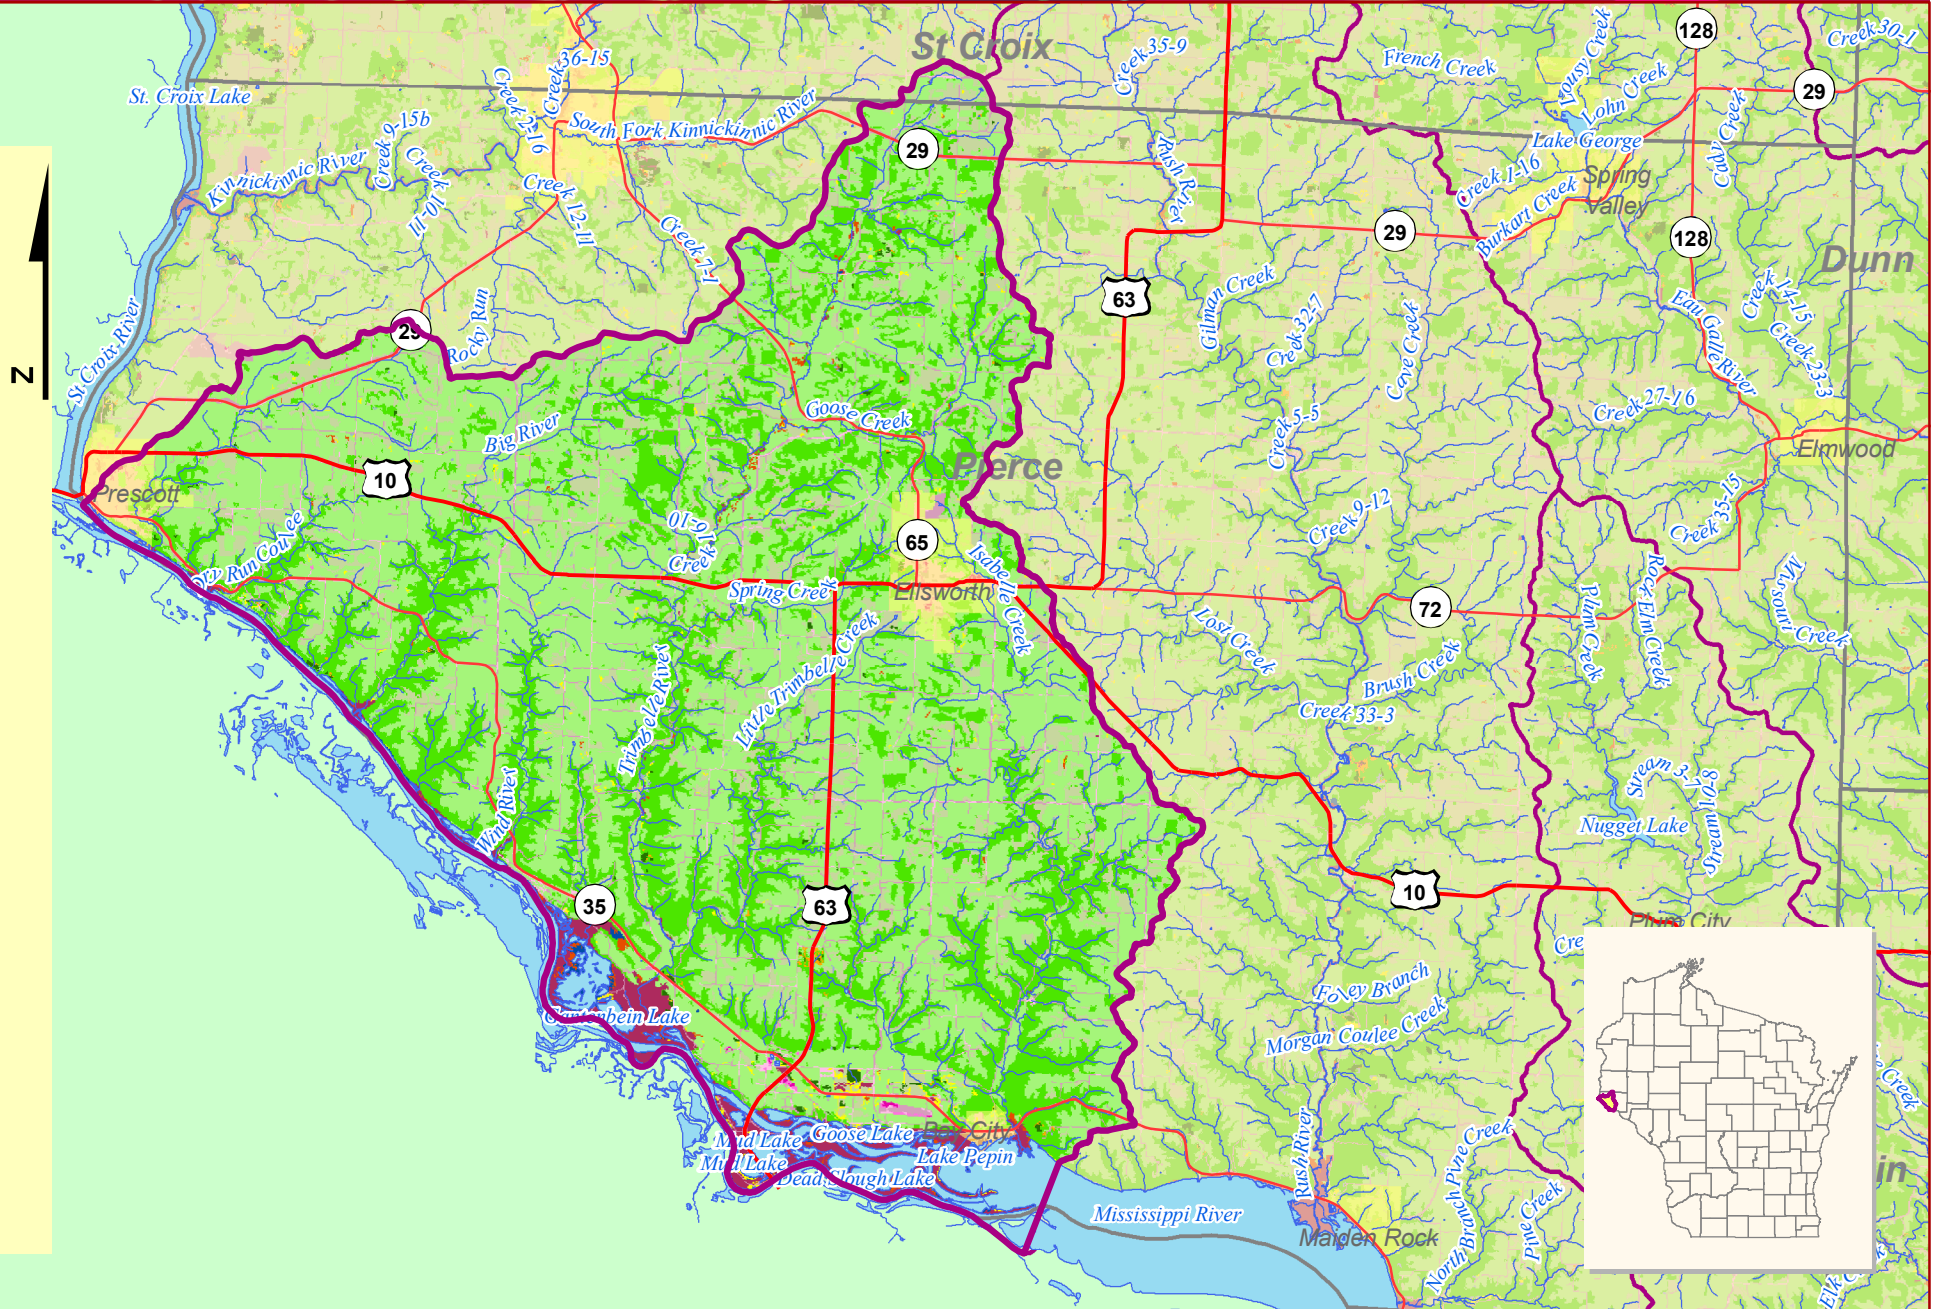 St Croix
128
Creek 30-1
Creek 35-9
French Creek
Lousy Creek
Creek 36-15
Lohn Creek
29
St. Croix Lake
Creek 2-16
South Fork Kinnickinnic River
Cady Creek
Creek 9-15b
Lake George
29
Rush River
Kinnickinnic River
Creek
11-01
Creek 12-11
Creek 1-16
Spring
Valley
Burkart Creek
29
128
Creek 7-1
Dunn
63
Gilman Creek
Creek 14-15
Eau Galle River
Creek 32-7
Cave Creek
Creek 23-3
29
Rocky Run
St Croix River
N
Goose Creek
Creek 27-16
Big River
Creek 5-5
Elmwood
Pierce
10
Prescott
Creek 35-15
Creek 9-12
16-10
Creek
65
Dry Run Coulee
Isabelle Creek
Spring Creek
Ellsworth
72
Rock Elm Creek
Plum Creek
Missouri Creek
Lost Creek
Little Trimbelle Creek
Trimbelle River
Brush Creek
Creek 33-3
Stream 3-7
Wind River
Nugget Lake
Stream 10-8
10
35
63
Plum City
Cre
Foley Branch
Gantenbein Lake
Morgan Coulee Creek
Creek
Mud Lake
Goose Lake
Bay City
Mud Lake
Lake Pepin
Dead Slough Lake
Rush River
North Branch Pine Creek
Pine Creek
in
Mississippi River
Maiden Rock
Elk